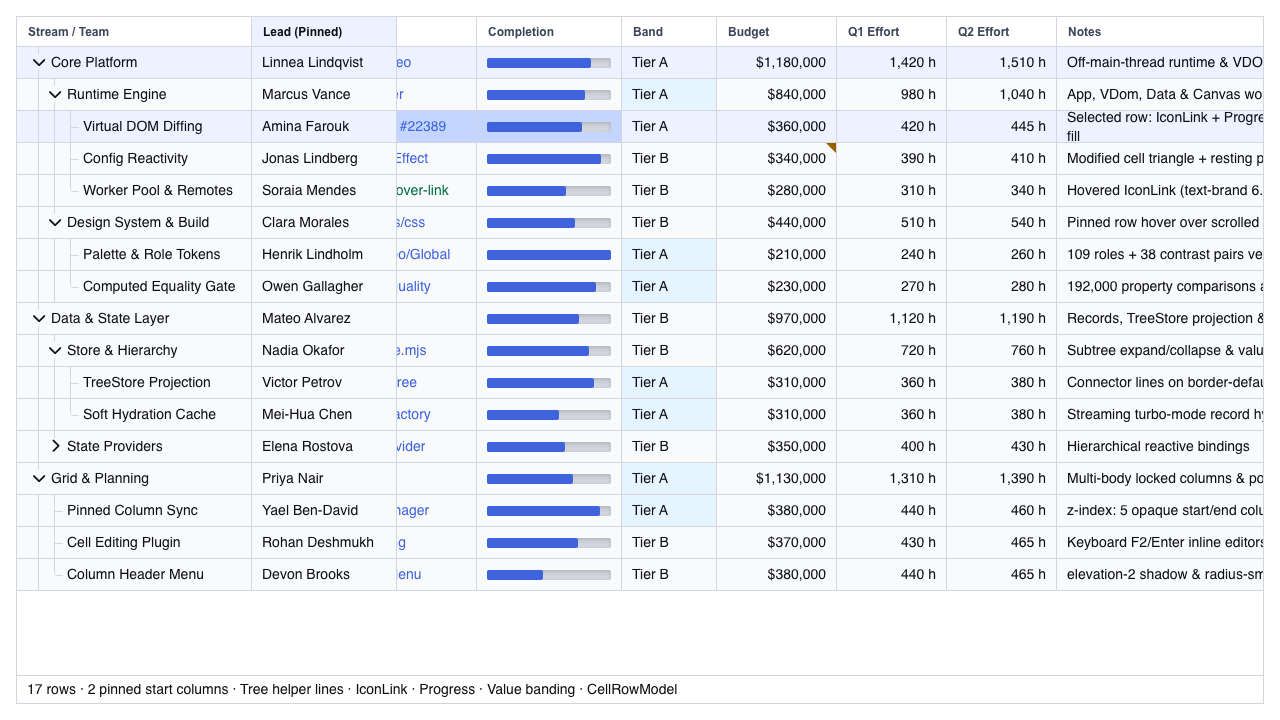 Stream / Team Lead (Pinned) Completion Band Budget Q1 Effort Q2 Effort Notes
Core Platform Linnea Lindqvist eo Tier A $1,180,000 1,420 h 1,510 h Off-main-thread runtime & VDO
Runtime Engine Marcus Vance Tier A $840,000 980 h 1,040 h App, VDom, Data & Canvas wo
Virtual DOM Diffing Amina Farouk #22389 Tier A $360,000 420 h 445 h Selected row: IconLink + Progre
fill
Config Reactivity Jonas Lindberg Effect Tier B $340,000 390 h 410 h Modified cell triangle + resting p
Worker Pool & Remotes Soraia Mendes over-link Tier B $280,000 310 h 340 h Hovered IconLink (text-brand 6.
Design System & Build Clara Morales s/css Tier B $440,000 510 h 540 h Pinned row hover over scrolled
Palette & Role Tokens Henrik Lindholm o/Global Tier A $210,000 240 h 260 h 109 roles + 38 contrast pairs ve
Computed Equality Gate Owen Gallagher uality Tier A $230,000 270 h 280 h 192,000 property comparisons a
Data & State Layer Mateo Alvarez Tier B $970,000 1,120 h 1,190 h Records, TreeStore projection &
Store & Hierarchy Nadia Okafor e.mjs Tier B $620,000 720 h 760 h Subtree expand/collapse & valu
TreeStore Projection Victor Petrov ree Tier A $310,000 360 h 380 h Connector lines on border-defau
Soft Hydration Cache Mei-Hua Chen actory Tier A $310,000 360 h 380 h Streaming turbo-mode record hy
State Providers Elena Rostova vider Tier B $350,000 400 h 430 h Hierarchical reactive bindings
Grid & Planning Priya Nair Tier A $1,130,000 1,310 h 1,390 h Multi-body locked columns & po
Pinned Column Sync Yael Ben-David nager Tier A $380,000 440 h 460 h z-index: 5 opaque start/end colu
Cell Editing Plugin Rohan Deshmukh g Tier B $370,000 430 h 465 h Keyboard F2/Enter inline editors
Column Header Menu Devon Brooks enu Tier B $380,000 440 h 465 h elevation-2 shadow & radius-sm
17 rows · 2 pinned start columns · Tree helper lines · IconLink · Progress · Value banding · CellRowModel